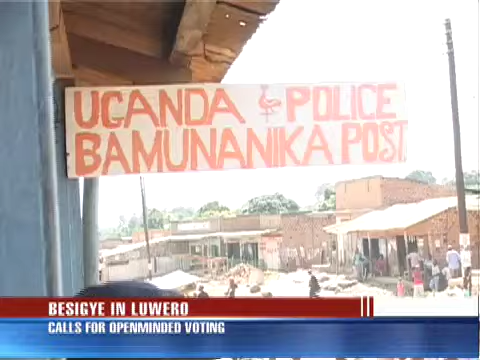 UGANDA POLICE
BAMUNANIKA POST
BESIGYE IN LUWERO
CALLS FOR OPENMINDED VOTING